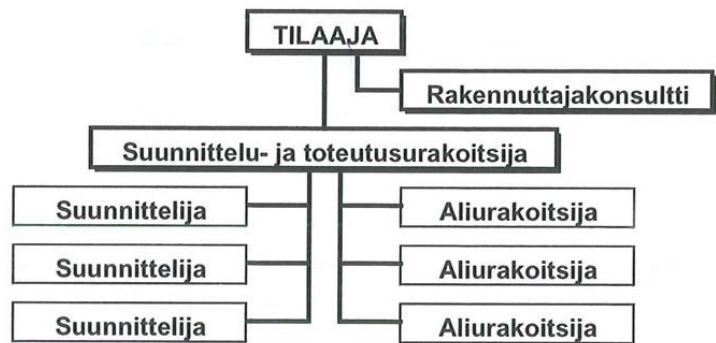 TILAAJA
Rakennuttajakonsultti
Suunnittelu- ja toteutusurakoitsija
Suunnittelija
Aliurakoitsija
Suunnittelija
Aliurakoitsija
Suunnittelija
Aliurakoitsija